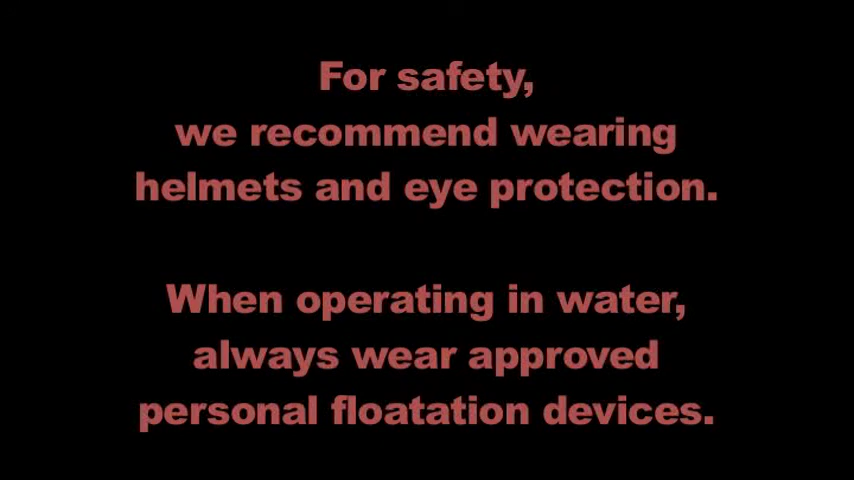 For safety,
we recommend wearing
helmets and eye protection.
When operating in water,
always wear approved
personal floatation devices.